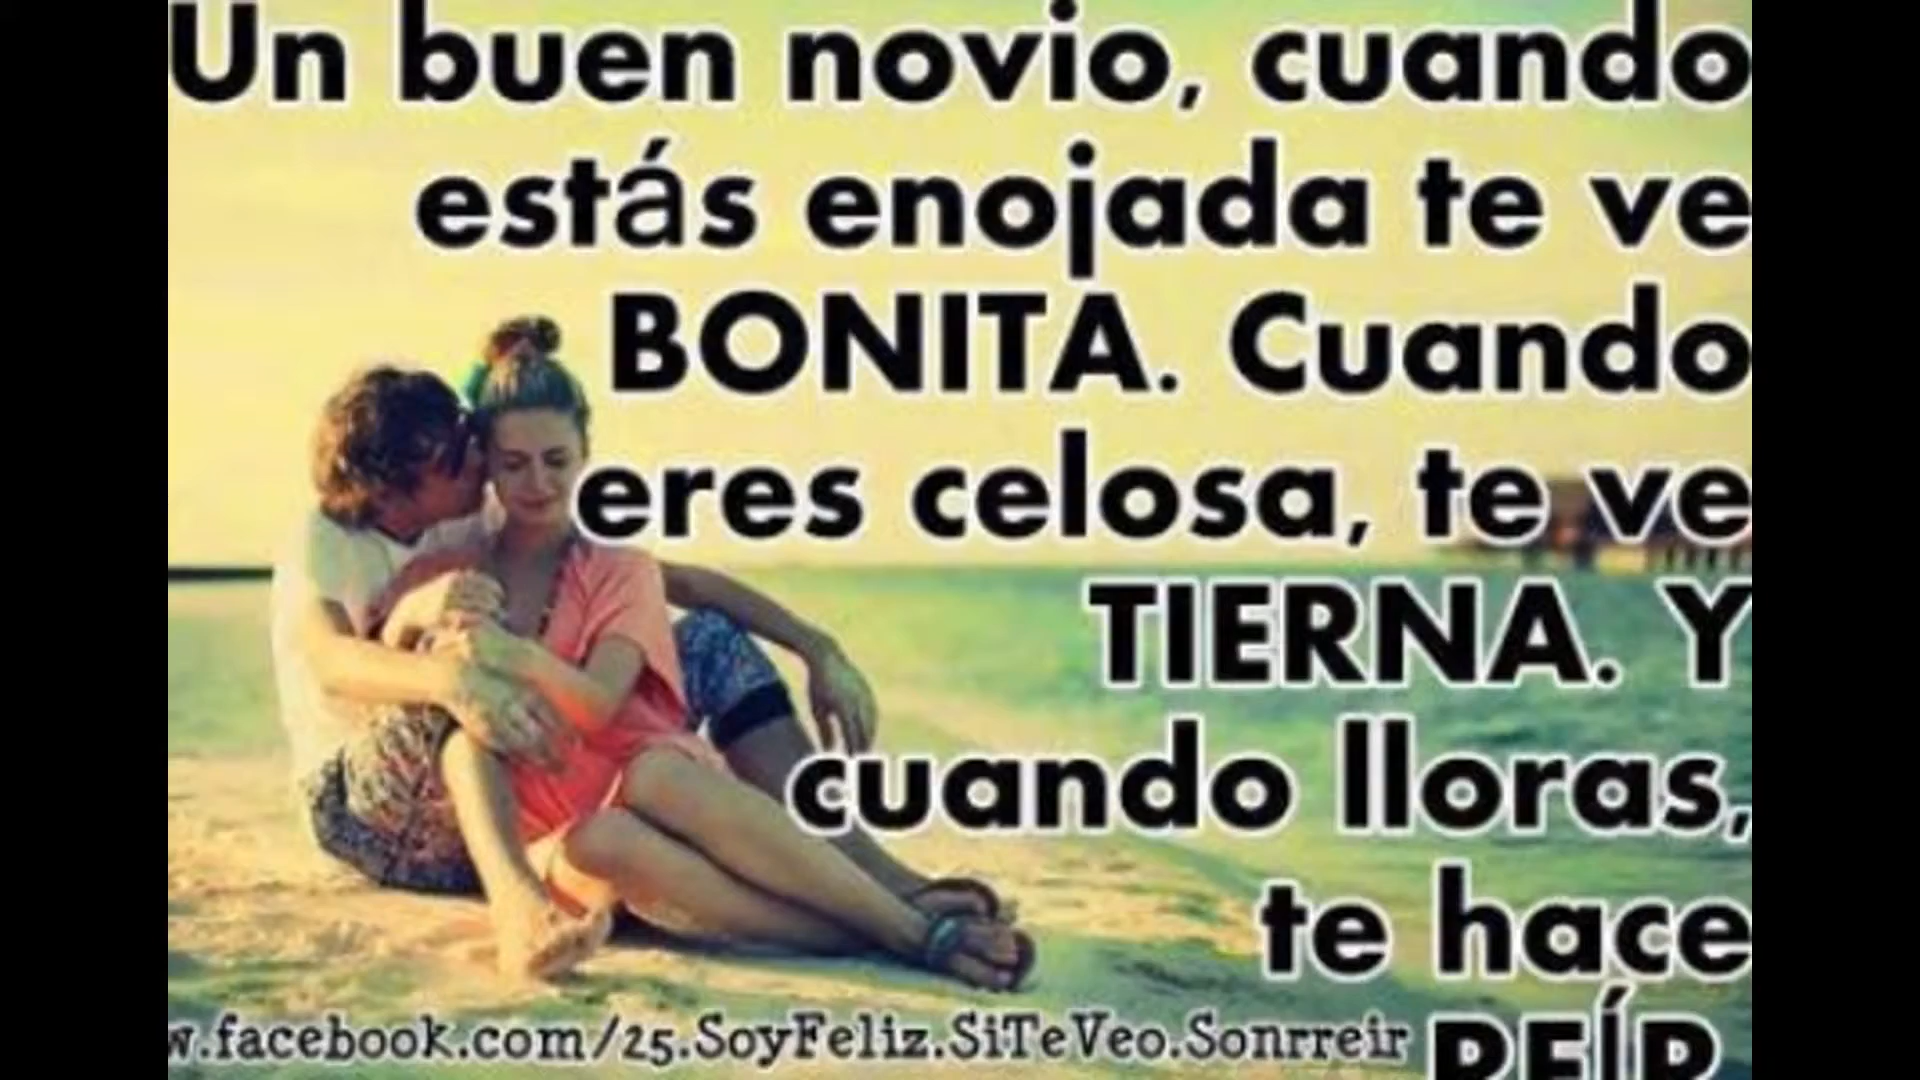 Un buen novio, cuando
estás enojada te ve
BONITA. Cuando
eres celosa, te ve
TIERNA. Y
cuando lloras,
te hace
REÍR.
w.facebook.com/25.SoyFeliz.SiTeVeo.Sonrreir